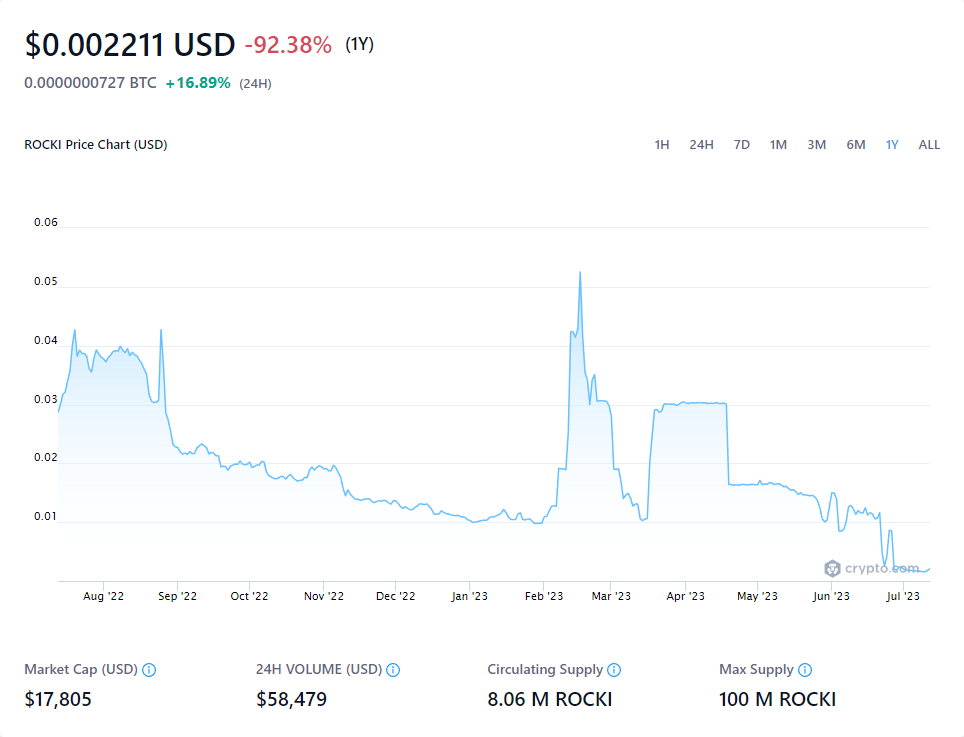 $0.002211 USD -92.38% (1Y)
0.0000000727 BTC +16.89% (24H)
ROCKI Price Chart (USD) 1H 24H 7D 1M 3M 6M 1Y ALL
0.06
0.05
0.04
0.03
0.02
0.01
crypto.com
Aug '22 Sep '22 Oct '22 Nov '22 Dec '22 Jan '23 Feb '23 Mar '23 Apr '23 May '23 Jun '23 Jul '23
Market Cap (USD) 24H VOLUME (USD) Circulating Supply Max Supply
$17,805 $58,479 8.06 M ROCKI 100 M ROCKI